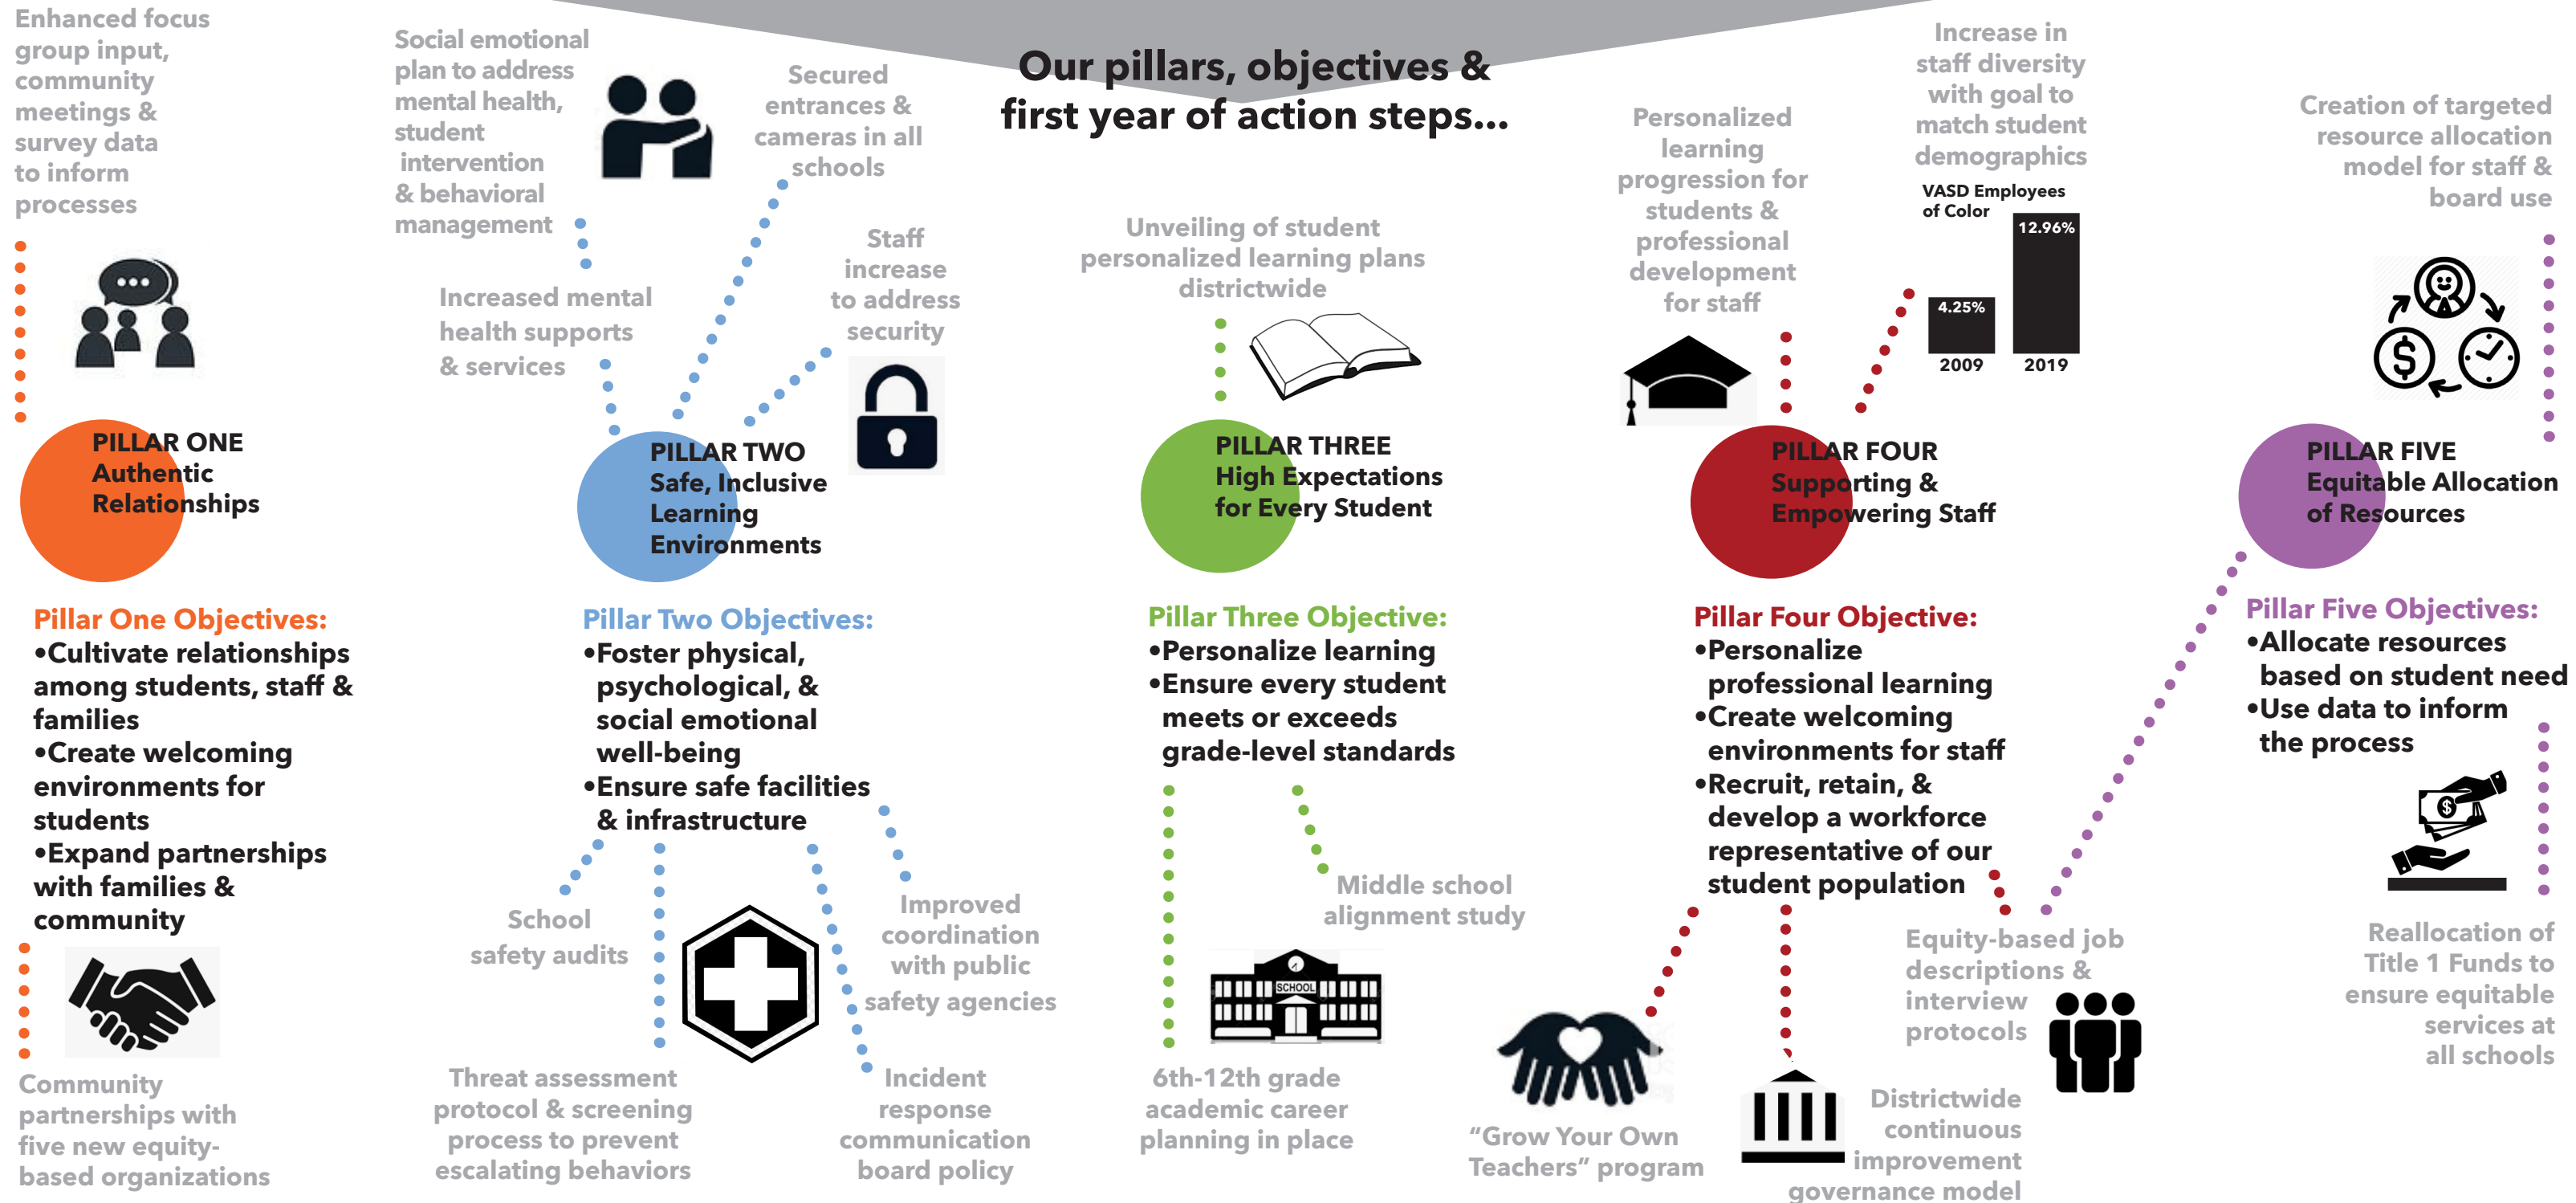 Our pillars, objectives &
first year of action steps...
Enhanced focus
group input,
community
meetings &
survey data
to inform
processes
PILLAR ONE
Authentic
Relationships
Pillar One Objectives:
•Cultivate relationships
among students, staff &
families
•Create welcoming
environments for
students
•Expand partnerships
with families &
community
Community
partnerships with
five new equity-
based organizations
Social emotional
plan to address
mental health,
student
intervention
& behavioral
management
Increased mental
health supports
& services
Secured
entrances &
cameras in all
schools
Staff
increase
to address
security
PILLAR TWO
Safe, Inclusive
Learning
Environments
Pillar Two Objectives:
•Foster physical,
psychological, &
social emotional
well-being
•Ensure safe facilities
& infrastructure
School
safety audits
Threat assessment
protocol & screening
process to prevent
escalating behaviors
Improved
coordination
with public
safety agencies
Incident
response
communication
board policy
Unveiling of student
personalized learning plans
districtwide
PILLAR THREE
High Expectations
for Every Student
Pillar Three Objective:
•Personalize learning
•Ensure every student
meets or exceeds
grade-level standards
Middle school
alignment study
SCHOOL
6th-12th grade
academic career
planning in place
Personalized
learning
progression for
students &
professional
development
for staff
Increase in
staff diversity
with goal to
match student
demographics
VASD Employees
of Color
12.96%
4.25%
2009
2019
PILLAR FOUR
Supporting &
Empowering Staff
Pillar Four Objective:
•Personalize
professional learning
•Create welcoming
environments for staff
•Recruit, retain, &
develop a workforce
representative of our
student population
"Grow Your Own
Teachers" program
Equity-based job
descriptions &
interview
protocols
Districtwide
continuous
improvement
governance model
Creation of targeted
resource allocation
model for staff &
board use
$
PILLAR FIVE
Equitable Allocation
of Resources
Pillar Five Objectives:
•Allocate resources
based on student need
•Use data to inform
the process
$
Reallocation of
Title 1 Funds to
ensure equitable
services at
all schools